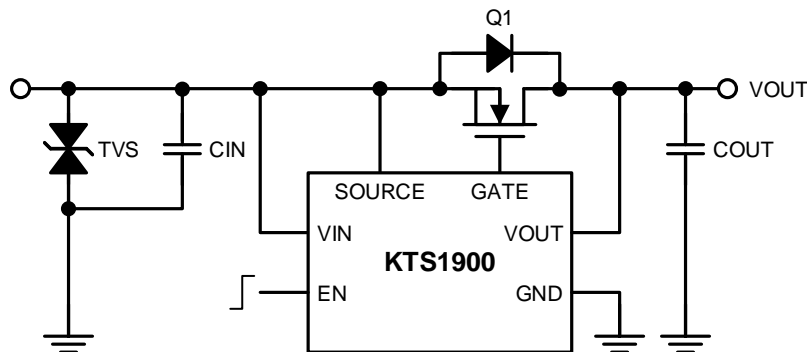 Q1
VOUT
TVS
CIN
COUT
SOURCE
GATE
VIN
VOUT
KTS1900
EN
GND